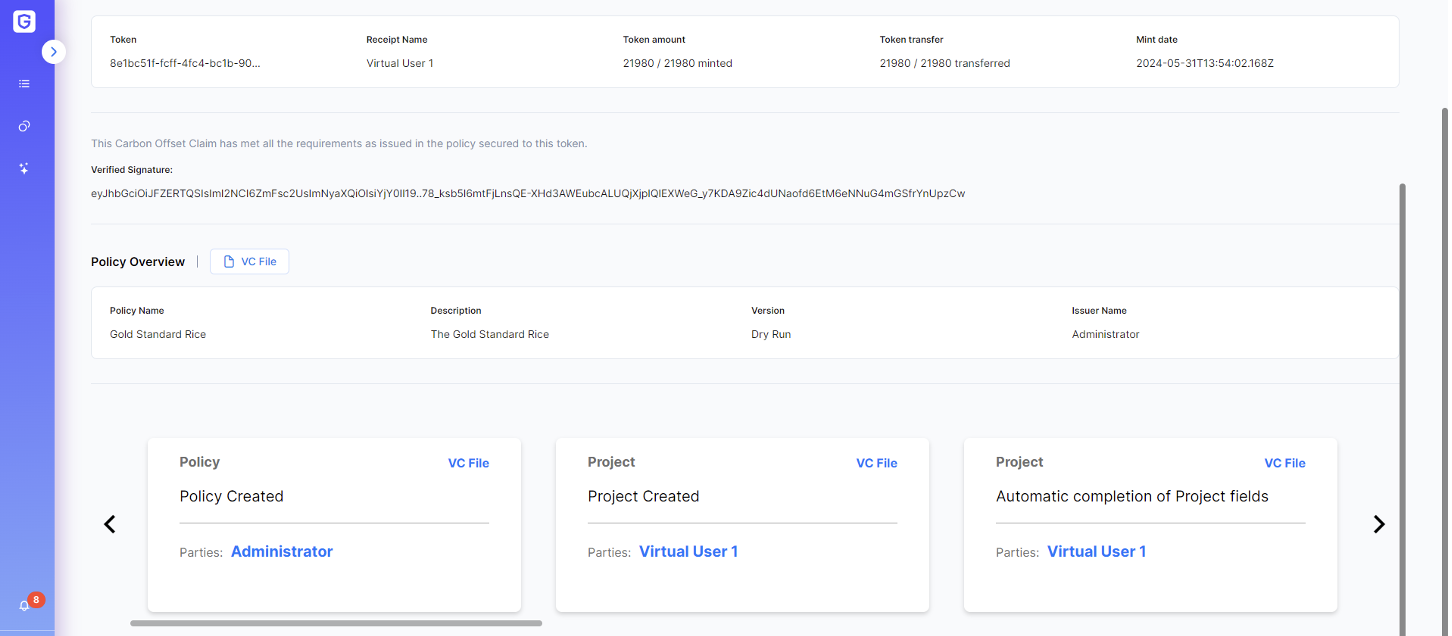 Token Receipt Name Token amount Token transfer Mint date
8e1bc51f-fcff-4fc4-bc1b-90... Virtual User 1 21980 / 21980 minted 21980 / 21980 transferred 2024-05-31T13:54:02.168Z
This Carbon Offset Claim has met all the requirements as issued in the policy secured to this token.
Verified Signature:
eyJhbGciOiJFZERTQSIsImI2NCI6ZmFsc2UsImNyaXQiOlsiYjY0Il19..78_ksb5l6mtFjLnsQE-XHd3AWEubcALUQjXjpIQIEXWeG_y7KDA9Zic4dUNaofd6EtM6eNNuG4mGSfrYnUpzCw
Policy Overview | VC File
Policy Name Description Version Issuer Name
Gold Standard Rice The Gold Standard Rice Dry Run Administrator
Policy VC File Project VC File Project VC File
Policy Created Project Created Automatic completion of Project fields
Parties: Administrator Parties: Virtual User 1 Parties: Virtual User 1
8